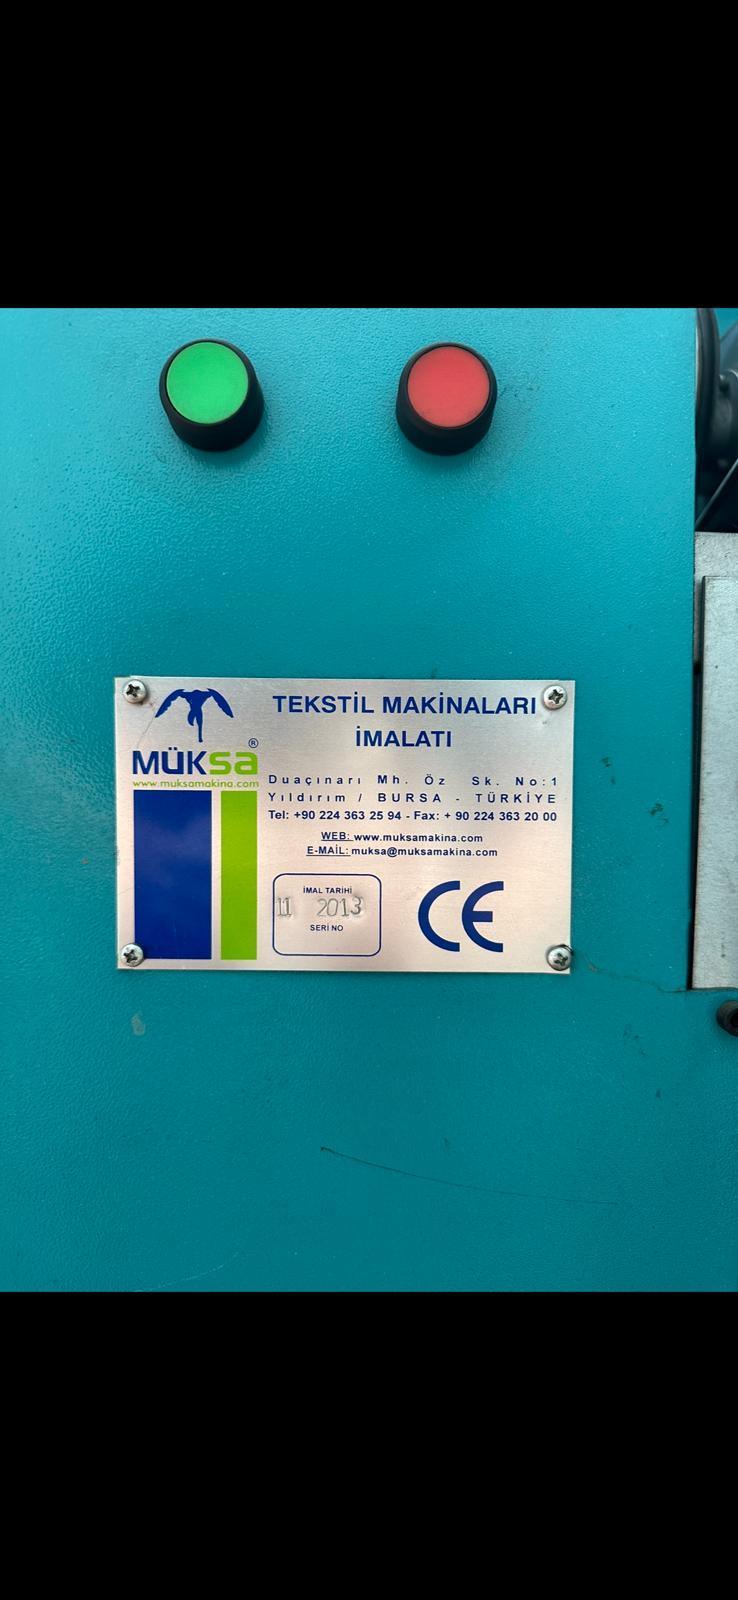 TEKSTİL MAKİNALARI
İMALATI
MÜKSA®
www.muksamakina.com
Duaçınarı Mh. Öz Sk. No:1
Yıldırım / BURSA - TÜRKİYE
Tel: +90 224 363 25 94 - Fax: + 90 224 363 20 00
WEB: www.muksamakina.com
E-MAIL: muksa@muksamakina.com
İMAL TARİHİ
11 2013
SERİ NO
CE